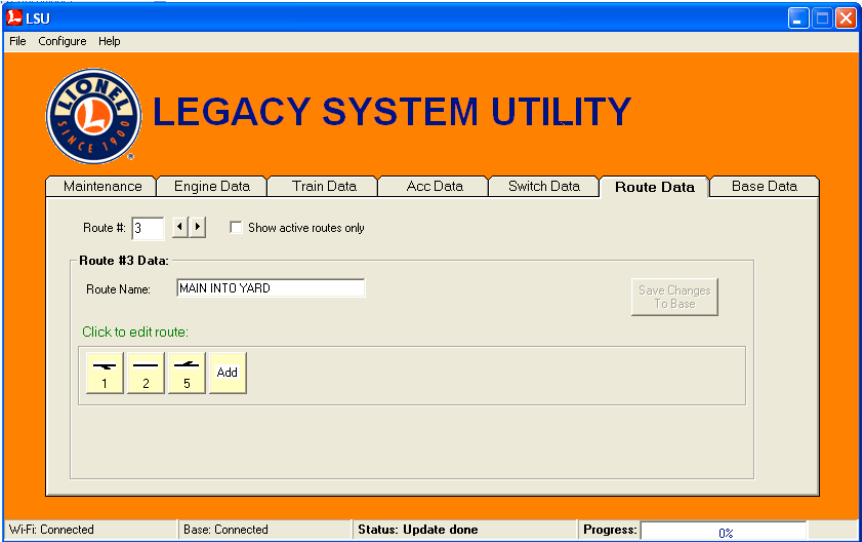 LSU
File Configure Help
LIONEL
L
SINCE 1900
LEGACY SYSTEM UTILITY
Maintenance Engine Data Train Data Acc Data Switch Data Route Data Base Data
Route #: 3 Show active routes only
Route #3 Data:
Route Name: MAIN INTO YARD
Save Changes
To Base
Click to edit route:
1 2 5 Add
Wi-Fi: Connected Base: Connected Status: Update done Progress: 0%